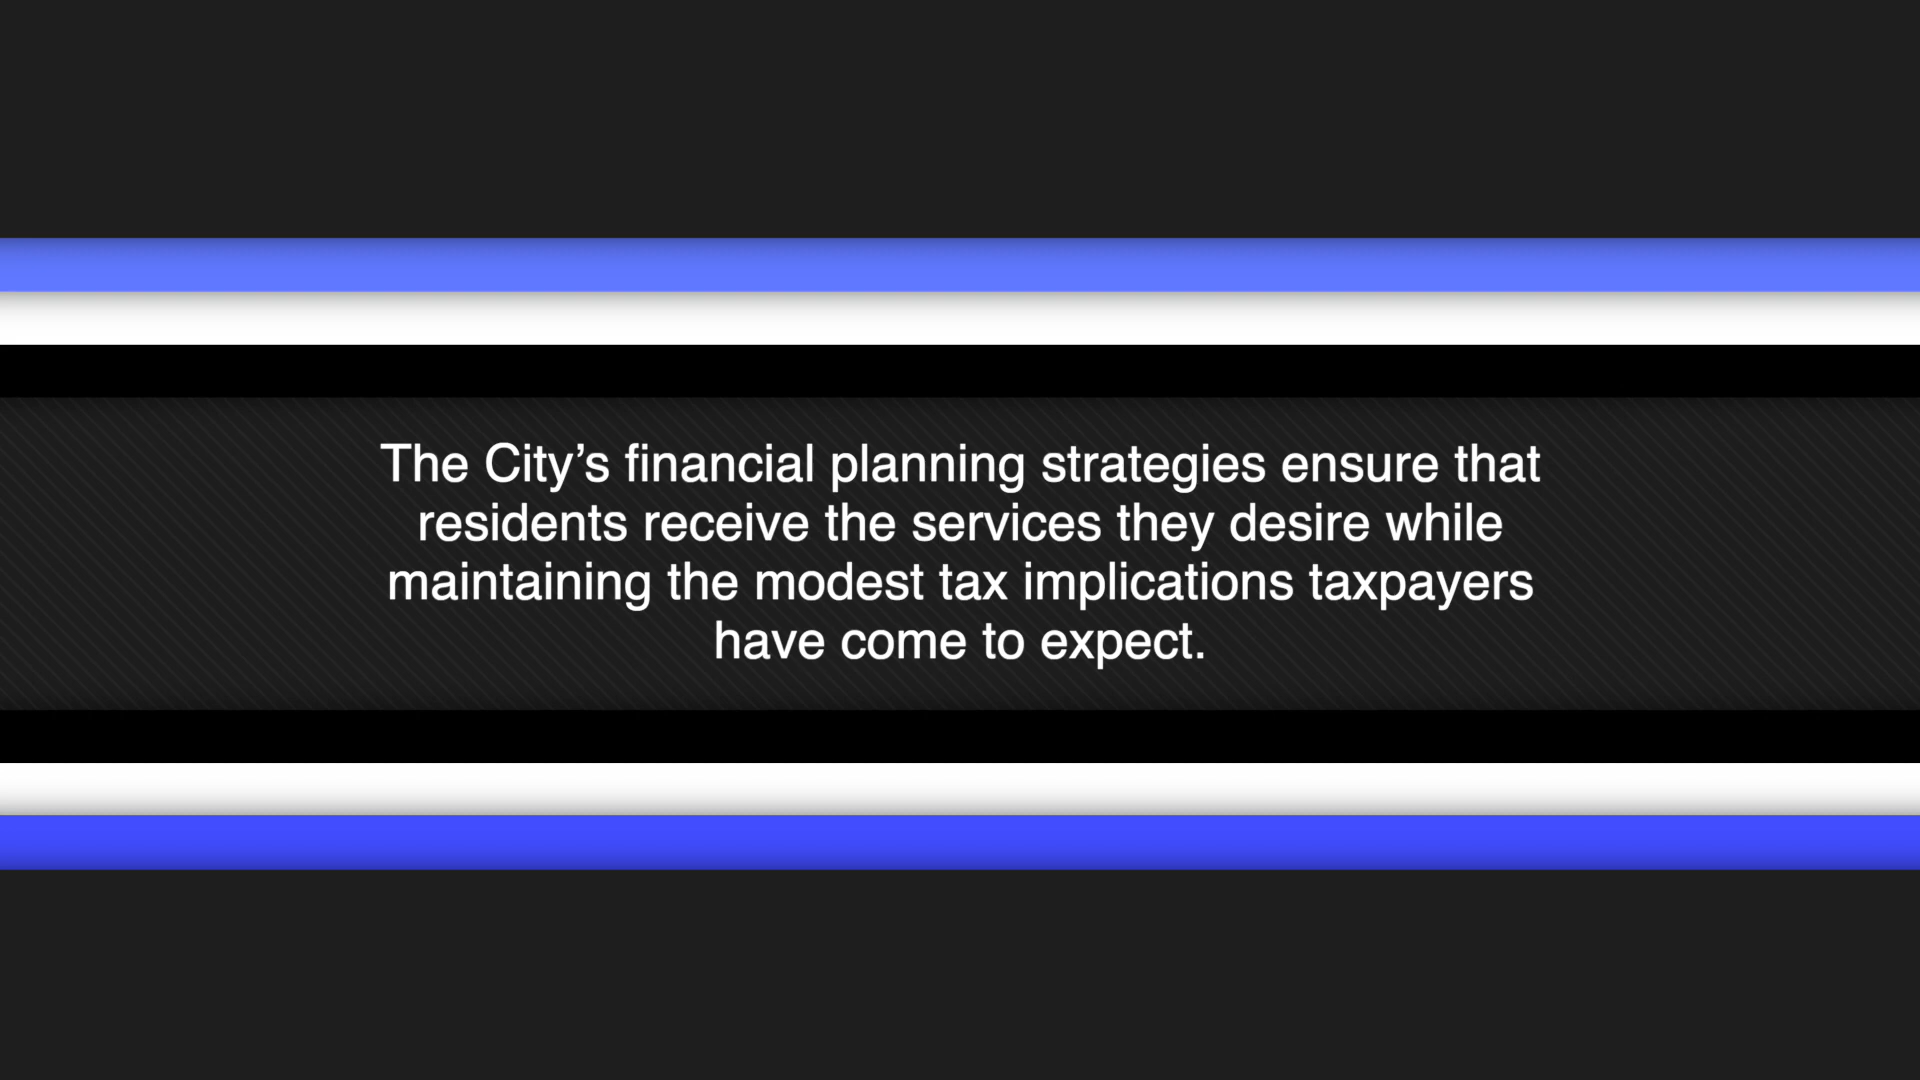 The City’s financial planning strategies ensure that
residents receive the services they desire while
maintaining the modest tax implications taxpayers
have come to expect.